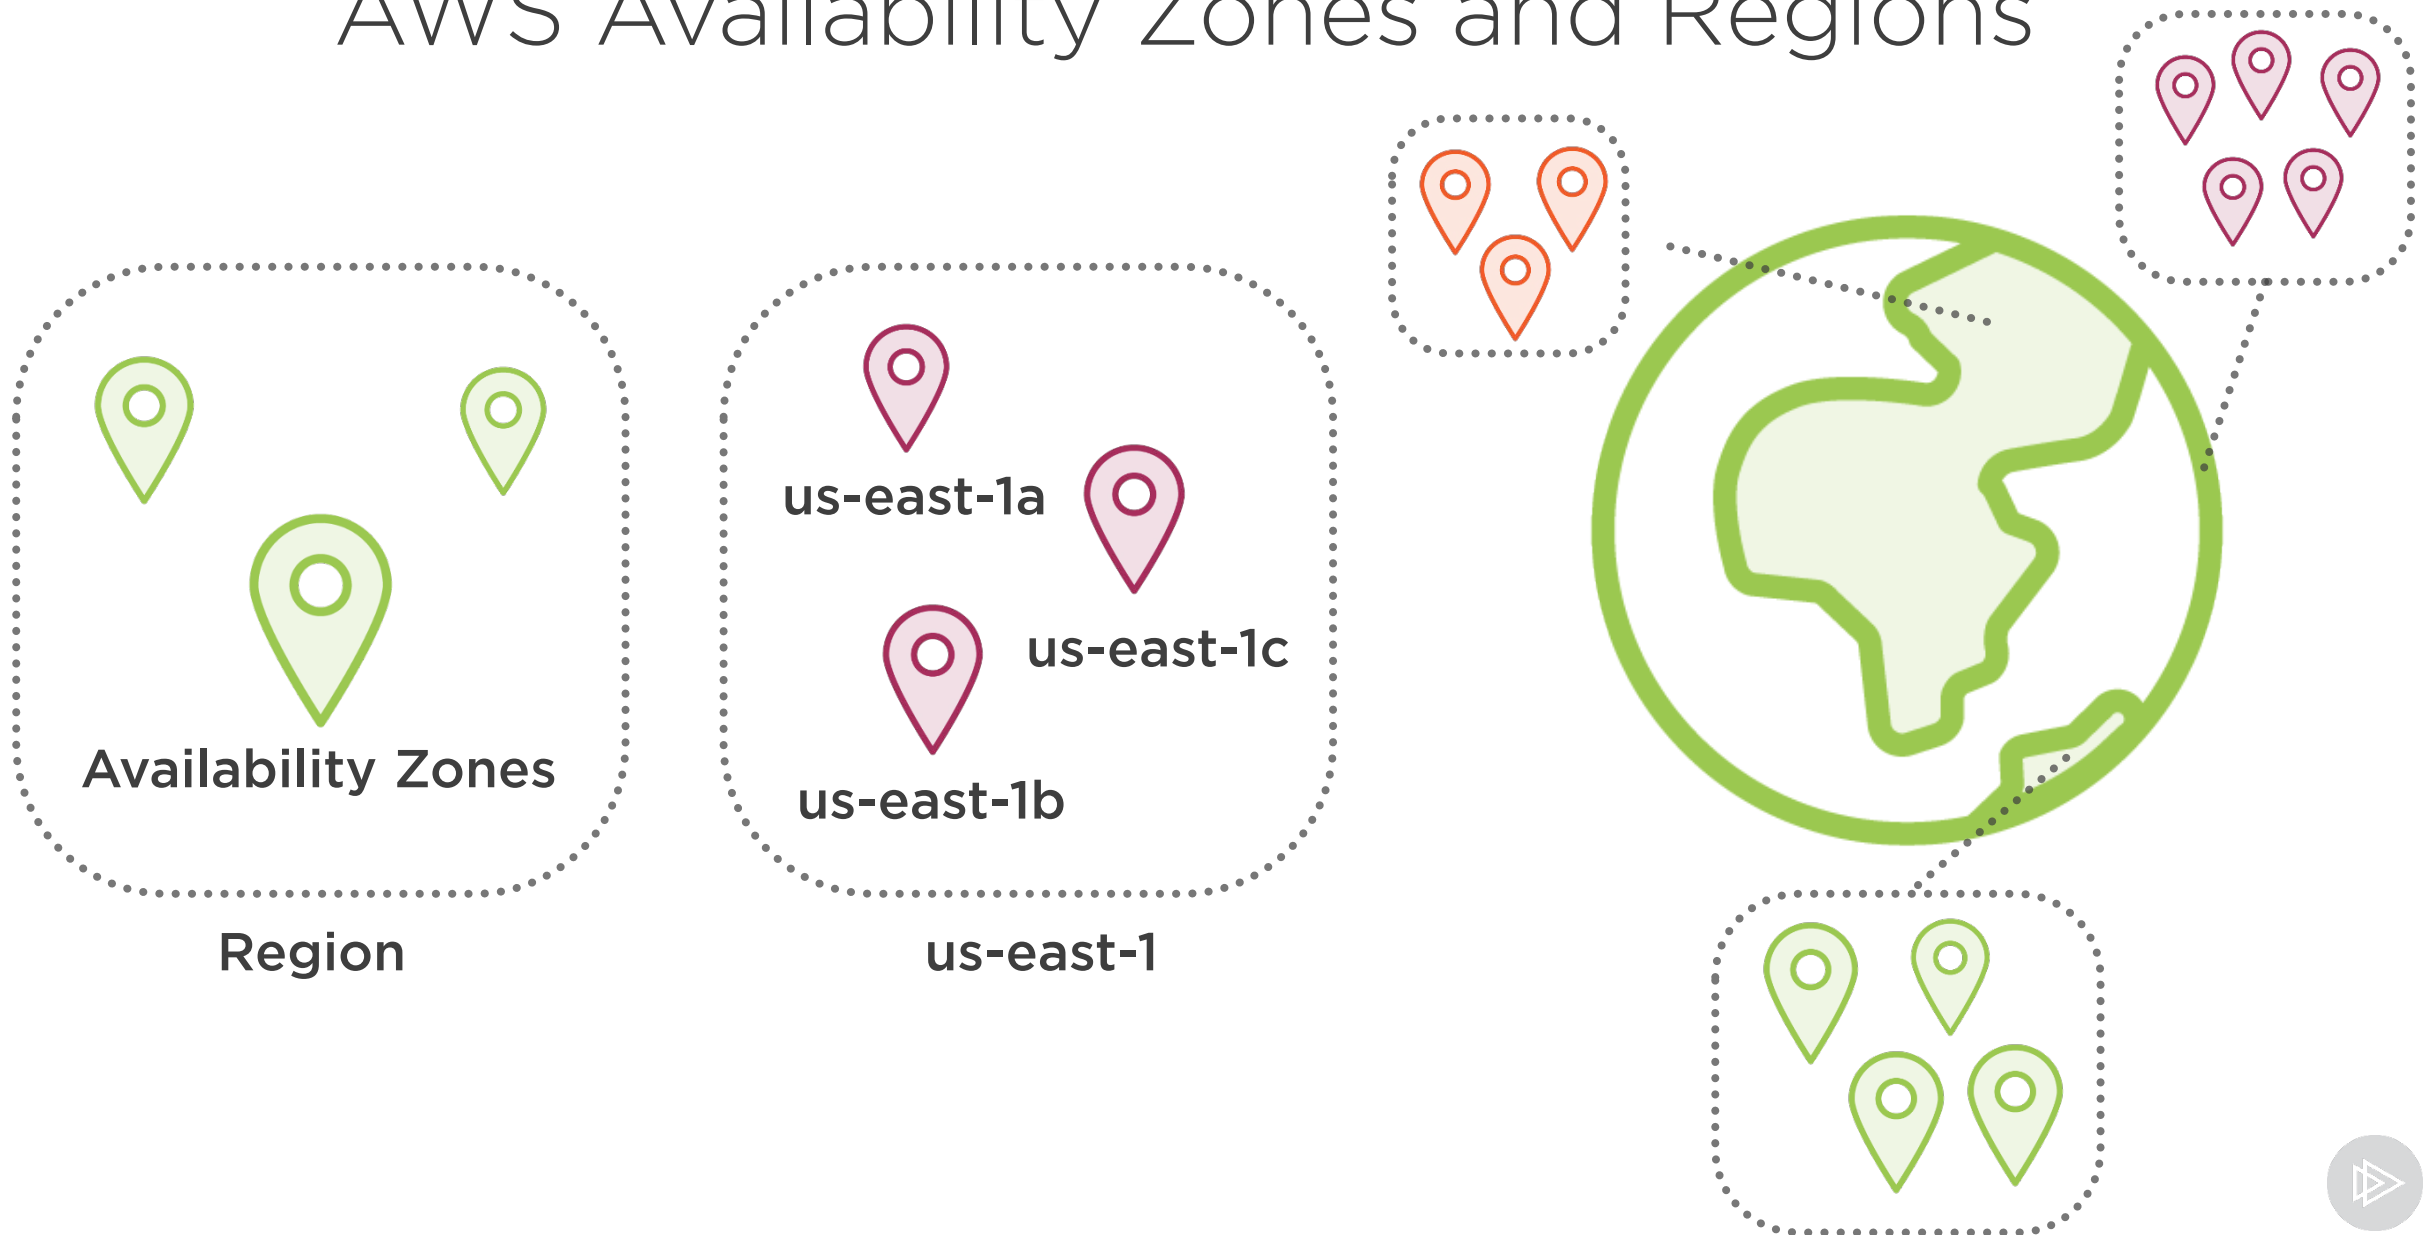 AWS Availability Zones and Regions
us-east-1a
us-east-1c
Availability Zones
us-east-1b
Region
us-east-1